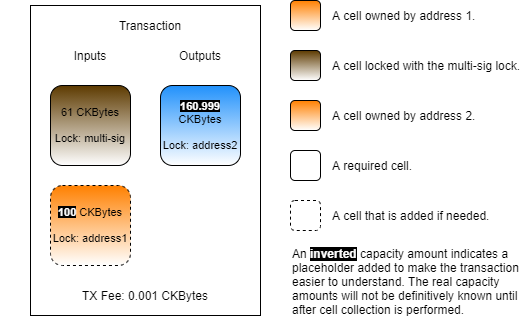 Transaction
Inputs
Outputs
61 CKBytes
Lock: multi-sig
160.999
CKBytes
Lock: address2
100 CKBytes
Lock: address1
TX Fee: 0.001 CKBytes
A cell owned by address 1.
A cell locked with the multi-sig lock.
A cell owned by address 2.
A required cell.
A cell that is added if needed.
An inverted capacity amount indicates a
placeholder added to make the transaction
easier to understand. The real capacity
amounts will not be definitively known until
after cell collection is performed.